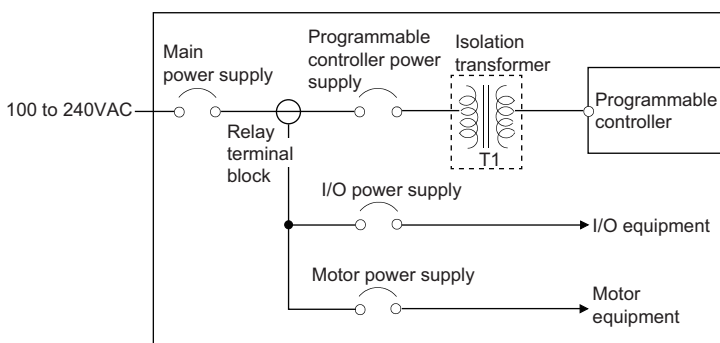 Main
power supply
Programmable
controller power
supply
Isolation
transformer
100 to 240VAC
Programmable
controller
Relay
terminal
block
T1
I/O power supply
I/O equipment
Motor power supply
Motor
equipment